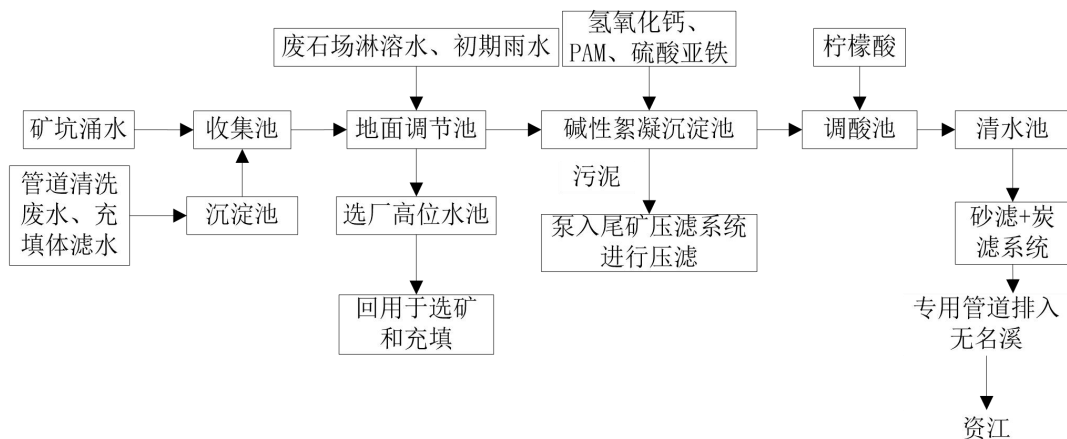 废石场淋溶水、初期雨水
氢氧化钙、
PAM、硫酸亚铁
柠檬酸
矿坑涌水
收集池
地面调节池
碱性絮凝沉淀池
调酸池
清水池
管道清洗
废水、充
填体滤水
沉淀池
选厂高位水池
污泥
泵入尾矿压滤系统
进行压滤
砂滤+炭
滤系统
回用于选矿
和充填
专用管道排入
无名溪
资江